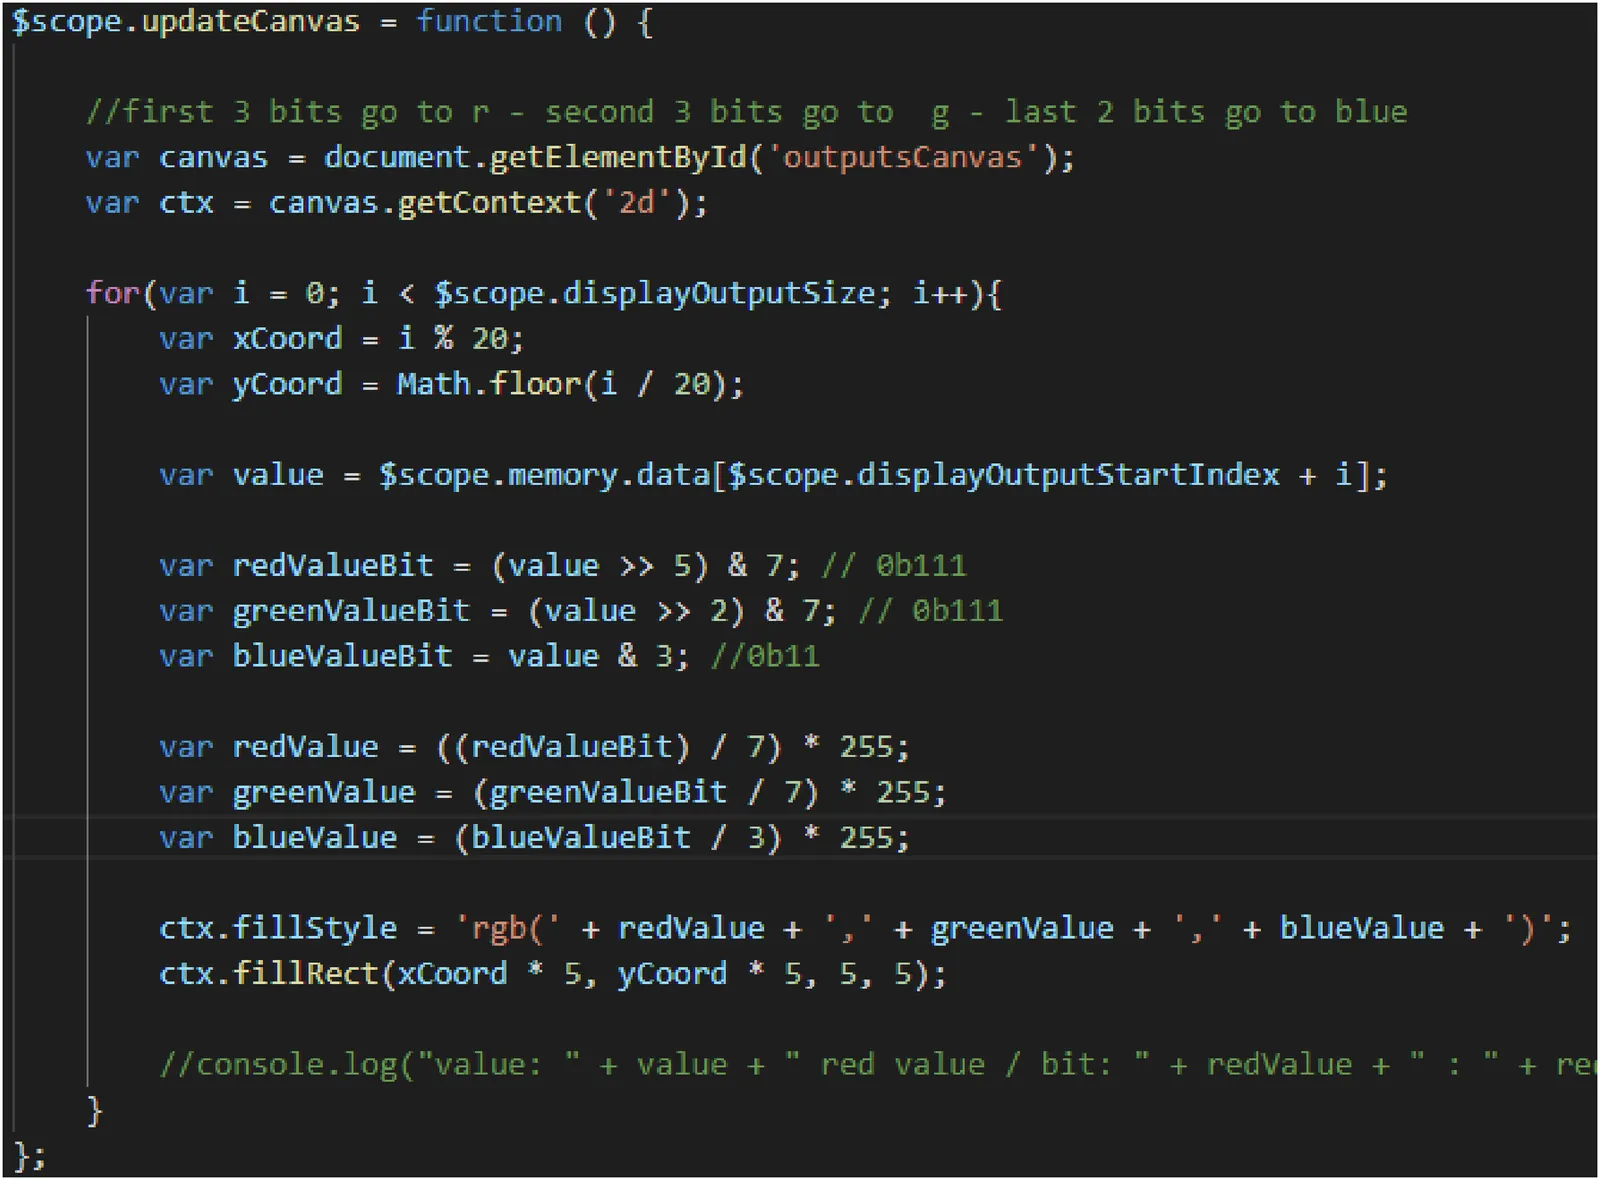 $scope.updateCanvas = function () {
//first 3 bits go to r - second 3 bits go to  g - last 2 bits go to blue
var canvas = document.getElementById('outputsCanvas');
var ctx = canvas.getContext('2d');
for(var i = 0; i < $scope.displayOutputSize; i++){
var xCoord = i % 20;
var yCoord = Math.floor(i / 20);
var value = $scope.memory.data[$scope.displayOutputStartIndex + i];
var redValueBit = (value >> 5) & 7; // 0b111
var greenValueBit = (value >> 2) & 7; // 0b111
var blueValueBit = value & 3; //0b11
var redValue = ((redValueBit) / 7) * 255;
var greenValue = (greenValueBit / 7) * 255;
var blueValue = (blueValueBit / 3) * 255;
ctx.fillStyle = 'rgb(' + redValue + ',' + greenValue + ',' + blueValue + ')';
ctx.fillRect(xCoord * 5, yCoord * 5, 5, 5);
//console.log("value: " + value + " red value / bit: " + redValue + " : " +
}
};